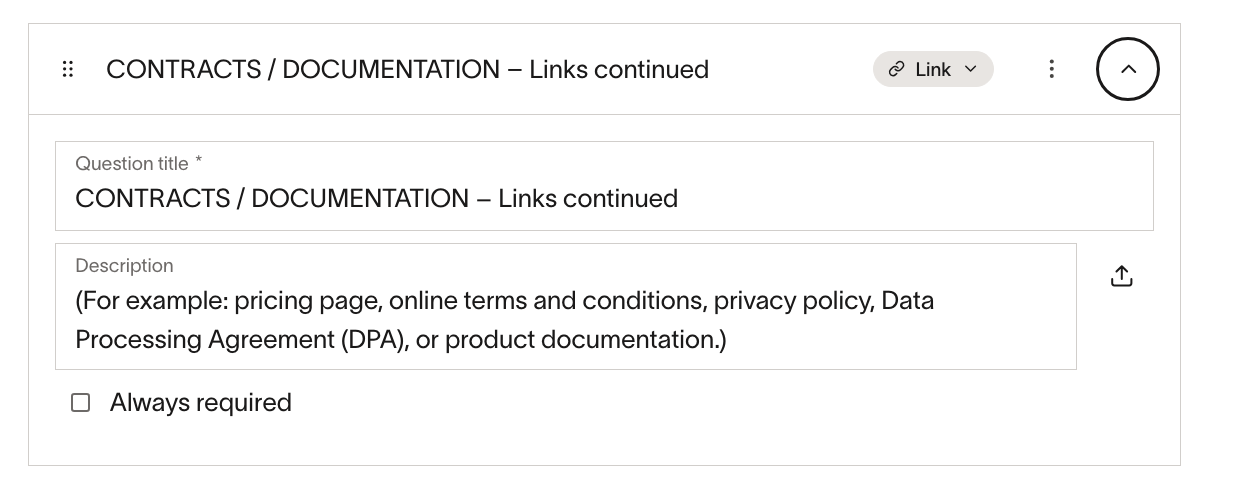 CONTRACTS / DOCUMENTATION – Links continued
Link
Question title *
CONTRACTS / DOCUMENTATION – Links continued
Description
(For example: pricing page, online terms and conditions, privacy policy, Data
Processing Agreement (DPA), or product documentation.)
Always required